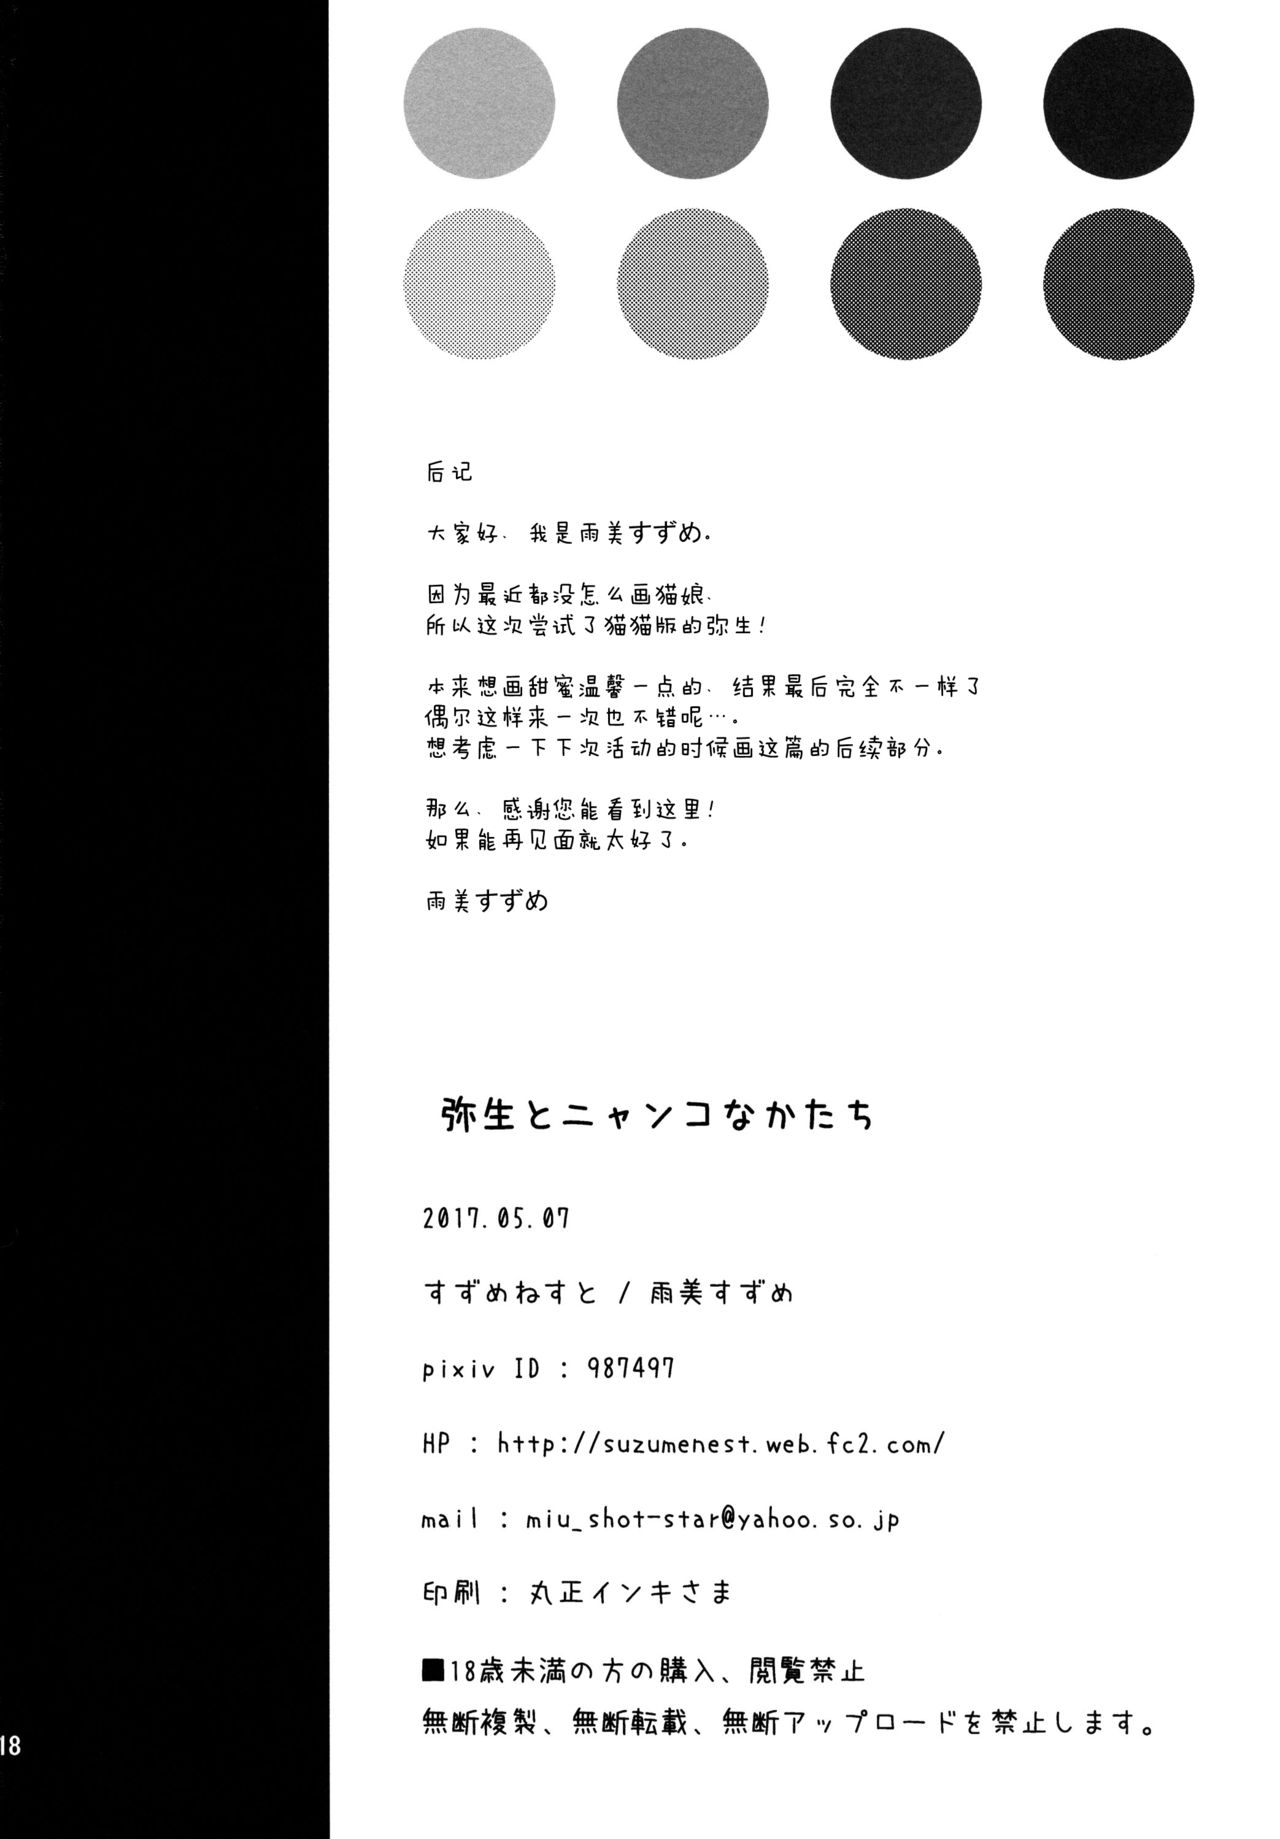 后记
大家好、我是雨美すずめ。
因为最近都没怎么画猫娘、
所以这次尝试了猫猫版的弥生!
本来想画甜蜜温馨一点的、结果最后完全不一样了
偶尔这样来一次也不错呢…。
想考虑一下下次活动的时候画这篇的后续部分。
那么、感谢您能看到这里!
如果能再见面就太好了。
雨美すずめ
弥生とニャンコなかたち
2017.05.07
すずめねすと / 雨美すずめ
pixiv ID : 987497
HP : http://suzumenest.web.fc2.com/
mail : miu_shot-star@yahoo.so.jp
印刷 : 丸正インキさま
■18歳未満の方の購入、閲覧禁止
無断複製、無断転載、無断アップロードを禁止します。
18